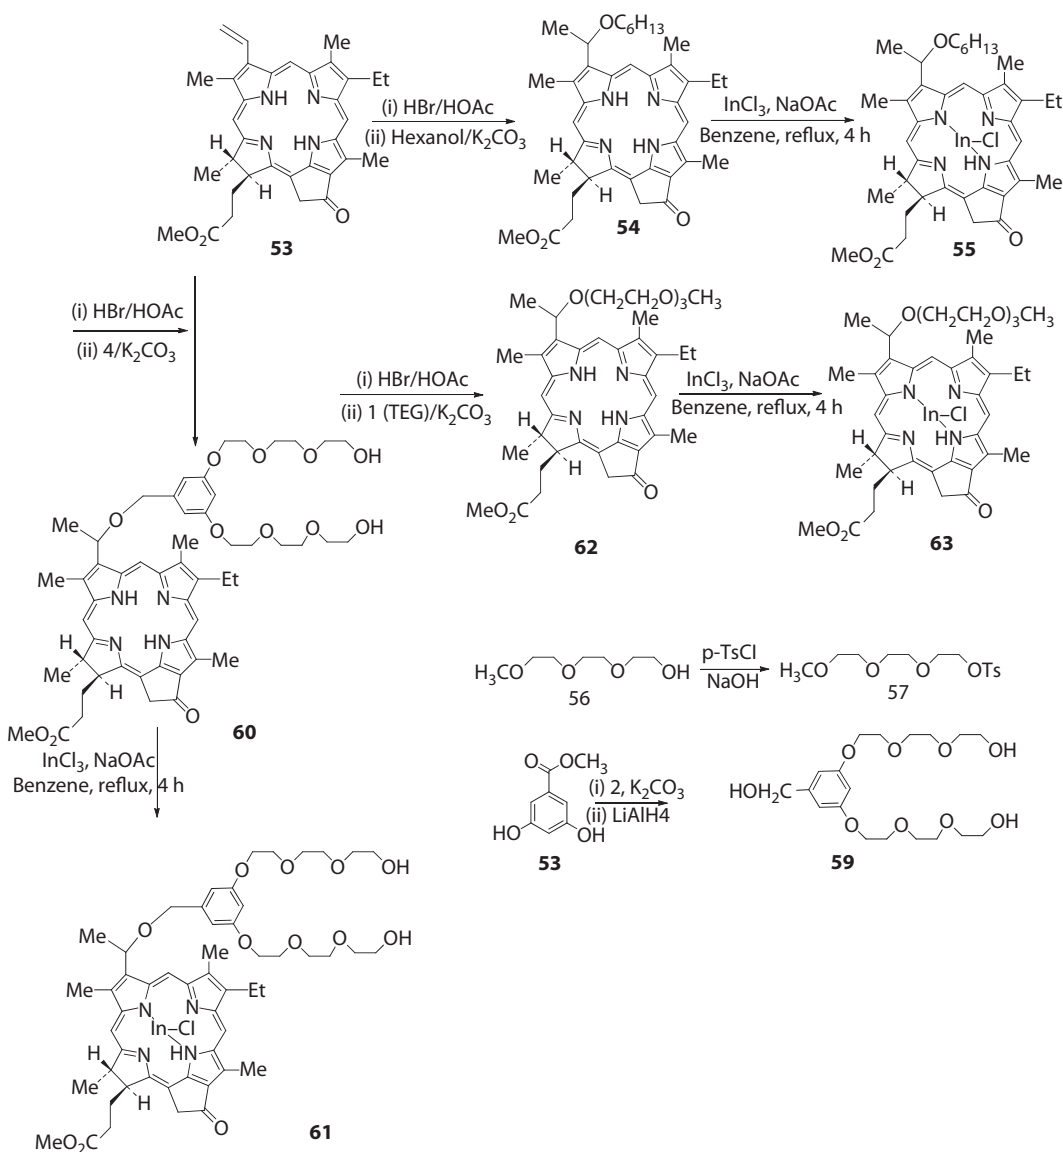 Me
Me
Et
NH
N
N
HN
H
Me
Me
H
O
MeO₂C
53
(i) HBr/HOAc
(ii) Hexanol/K₂CO₃
OC₆H₁₃
Me
Me
Me
Et
NH
N
N
HN
H
Me
Me
H
O
MeO₂C
54
InCl₃, NaOAc
Benzene, reflux, 4 h
OC₆H₁₃
Me
Me
Me
Et
N
N
In–Cl
N
HN
H
Me
Me
H
O
MeO₂C
55
(i) HBr/HOAc
(ii) 4/K₂CO₃
(i) HBr/HOAc
(ii) 1 (TEG)/K₂CO₃
Me
O(CH₂CH₂O)₃CH₃
Me
Me
NH
N
N
HN
H
Me
Me
H
O
MeO₂C
62
InCl₃, NaOAc
Benzene, reflux, 4 h
Me
O(CH₂CH₂O)₃CH₃
Me
Me
Et
N
N
In–Cl
N
HN
H
Me
Me
H
O
MeO₂C
63
O
O
O
OH
O
O
O
O
OH
Me
Me
Me
Et
NH
N
N
HN
H
Me
Me
H
O
MeO₂C
60
InCl₃, NaOAc
Benzene, reflux, 4 h
H₃CO
O
O
OH
56
p-TsCl
NaOH
H₃CO
O
O
OTs
57
O
OCH₃
HO
OH
53
(i) 2, K₂CO₃
(ii) LiAlH4
HOH₂C
O
O
O
OH
O
O
O
OH
59
O
O
O
OH
O
O
O
O
OH
Me
Me
Me
Et
N
N
In–Cl
N
HN
H
Me
Me
H
O
MeO₂C
61